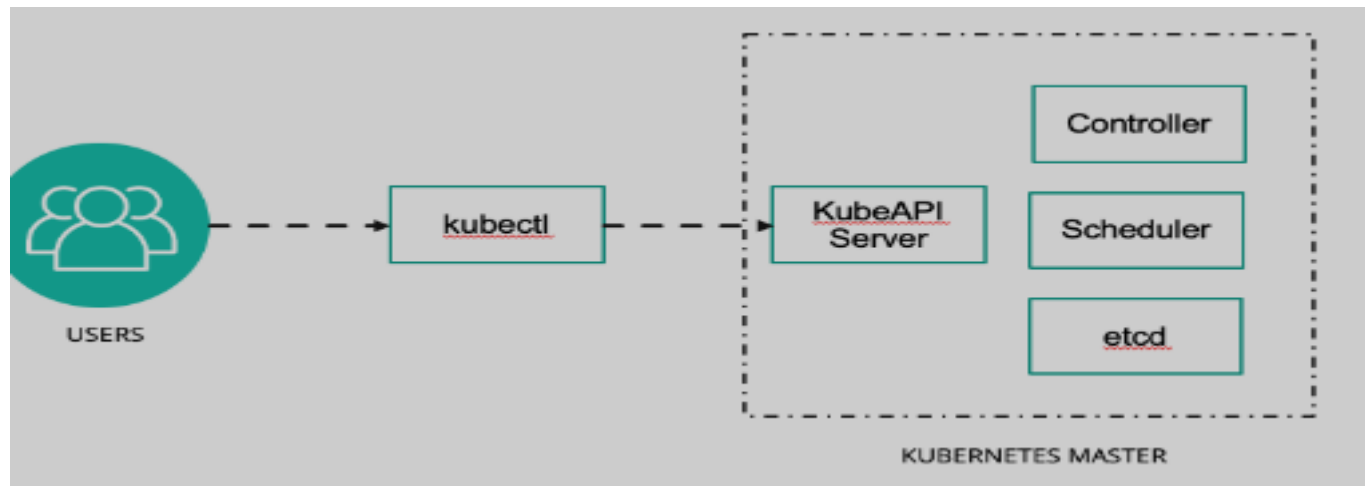 USERS
kubectl
KubeAPI
Server
Controller
Scheduler
etcd
KUBERNETES MASTER